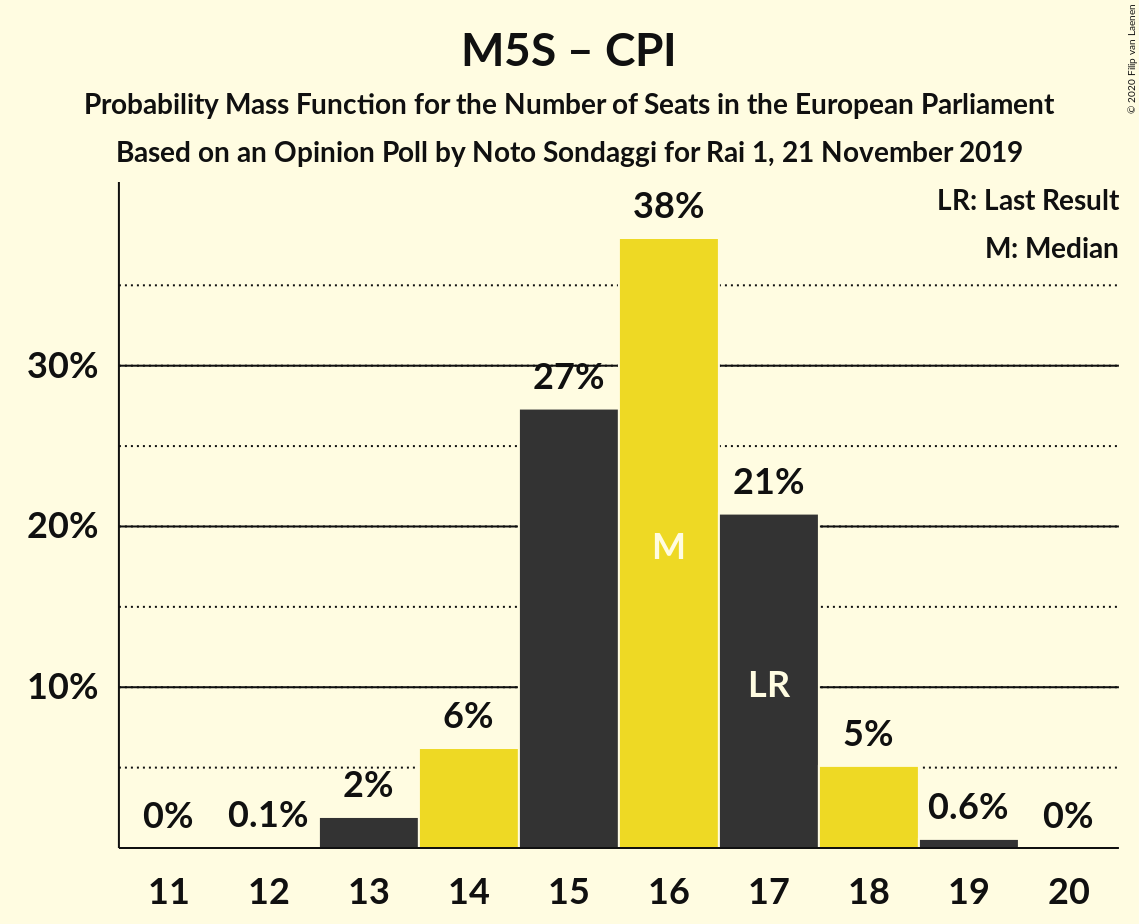 M5S – CPI
Probability Mass Function for the Number of Seats in the European Parliament
Based on an Opinion Poll by Noto Sondaggi for Rai 1, 21 November 2019
© 2020 Filip van Laenen
LR: Last Result
M: Median
30%
20%
10%
0%
0.1%
2%
6%
27%
38%
21%
5%
0.6%
0%
M
LR
11 12 13 14 15 16 17 18 19 20